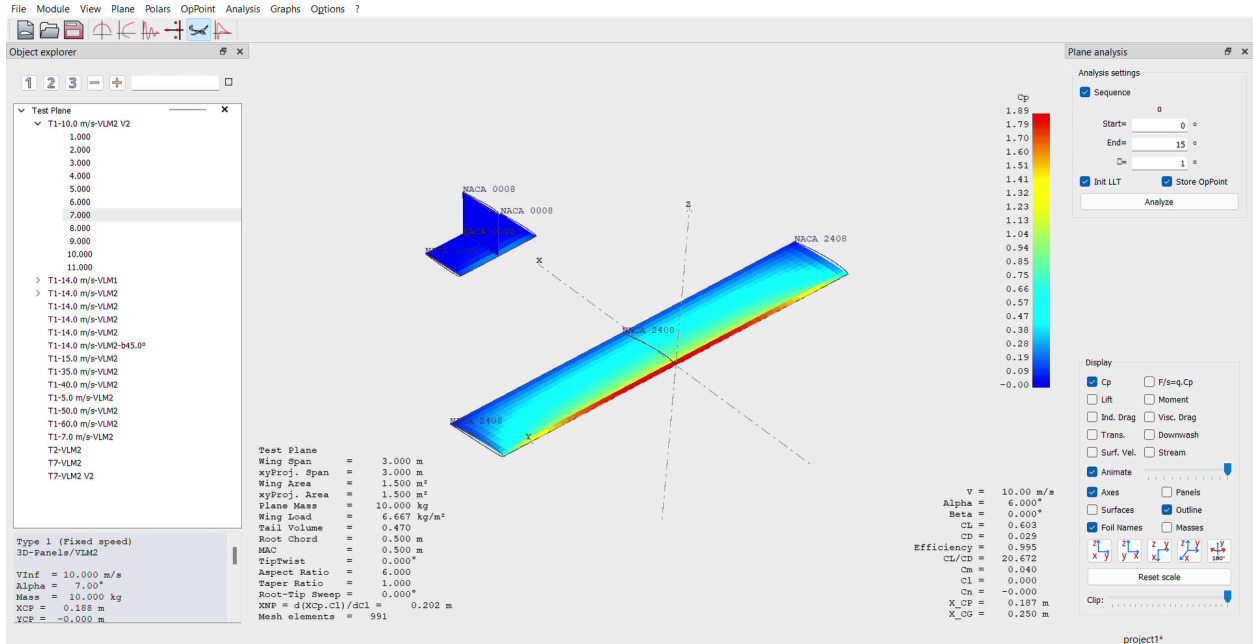 File Module View Plane Polars OpPoint Analysis Graphs Options ?
Object explorer
1 2 3
Test Plane
T1-10.0 m/s-VLM2 V2
1.000
2.000
3.000
4.000
5.000
6.000
7.000
8.000
9.000
10.000
11.000
T1-14.0 m/s-VLM1
T1-14.0 m/s-VLM2
T1-14.0 m/s-VLM2
T1-14.0 m/s-VLM2
T1-14.0 m/s-VLM2
T1-14.0 m/s-VLM2-b45.0°
T1-15.0 m/s-VLM2
T1-35.0 m/s-VLM2
T1-40.0 m/s-VLM2
T1-5.0 m/s-VLM2
T1-50.0 m/s-VLM2
T1-60.0 m/s-VLM2
T1-7.0 m/s-VLM2
T2-VLM2
T7-VLM2
T7-VLM2 V2
Type 1 (Fixed speed)
3D-Panels/VLM2
VInf = 10.000 m/s
Alpha = 7.00°
Mass = 10.000 kg
XCP = 0.188 m
YCP = -0.000 m
NACA 0008
NACA 0008
NACA 0008
X
Z
Y
NACA 2408
NACA 2408
NACA 2408
Test Plane
Wing Span = 3.000 m
xyProj. Span = 3.000 m
Wing Area = 1.500 m²
xyProj. Area = 1.500 m²
Plane Mass = 10.000 kg
Wing Load = 6.667 kg/m²
Tail Volume = 0.470
Root Chord = 0.500 m
MAC = 0.500 m
TipTwist = 0.000°
Aspect Ratio = 6.000
Taper Ratio = 1.000
Root-Tip Sweep = 0.000°
XNP = d(XCp.Cl)/dCl = 0.202 m
Mesh elements = 991
Cp
1.89
1.79
1.70
1.60
1.51
1.41
1.32
1.23
1.13
1.04
0.94
0.85
0.75
0.66
0.57
0.47
0.38
0.28
0.19
0.09
-0.00
V = 10.00 m/s
Alpha = 6.000°
Beta = 0.000°
CL = 0.603
CD = 0.029
Efficiency = 0.995
CL/CD = 20.672
Cm = 0.040
Cl = 0.000
Cn = -0.000
X_CP = 0.187 m
X_CG = 0.250 m
Plane analysis
Analysis settings
Sequence
α
Start= 0 °
End= 15 °
= 1 °
Init LLT Store OpPoint
Analyze
Display
Cp F/s=q.Cp
Lift Moment
Ind. Drag Visc. Drag
Trans. Downwash
Surf. Vel. Stream
Animate
Axes Panels
Surfaces Outline
Foil Names Masses
z x y z y x z y x z y x y 180°
Reset scale
Clip:
project1*